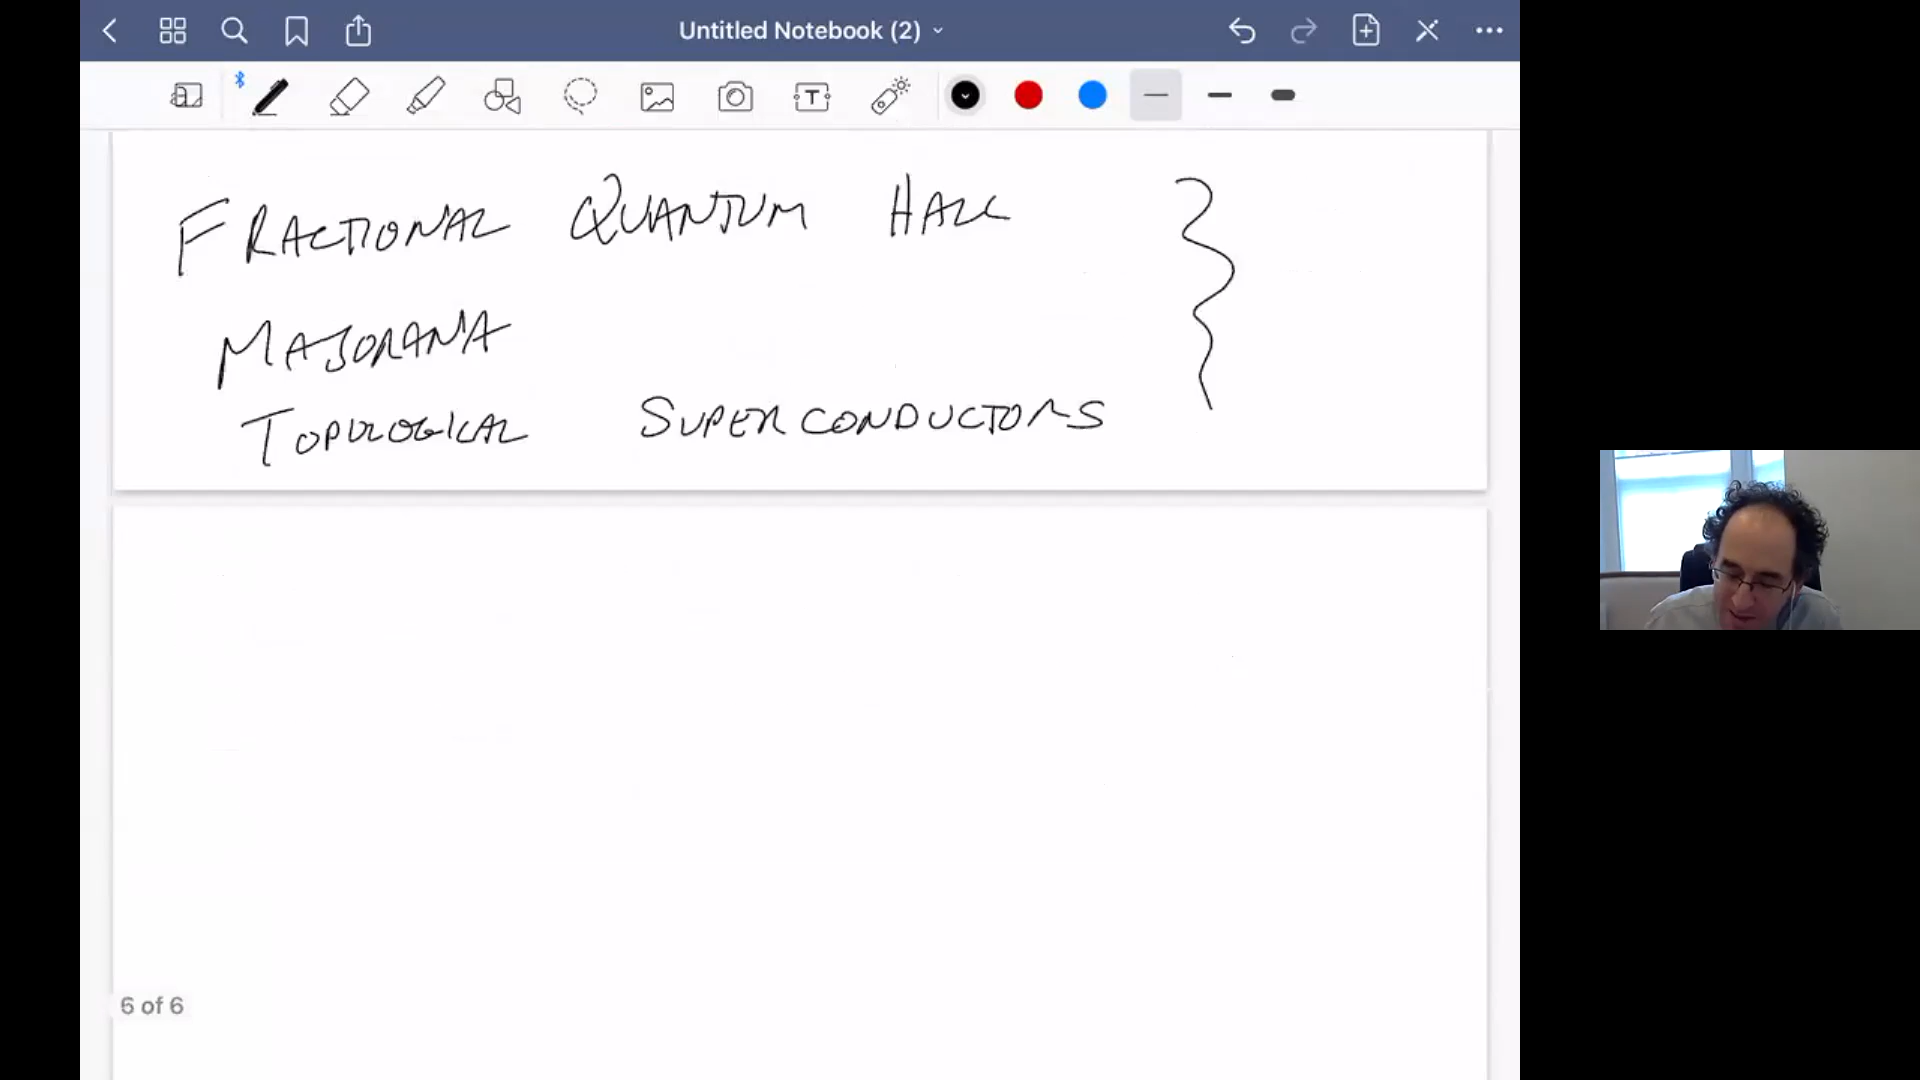 Untitled Notebook (2)
T
FRACTIONAL QUANTUM HALL
MAJORANA
TOPOLOGICAL SUPERCONDUCTORS
6 of 6